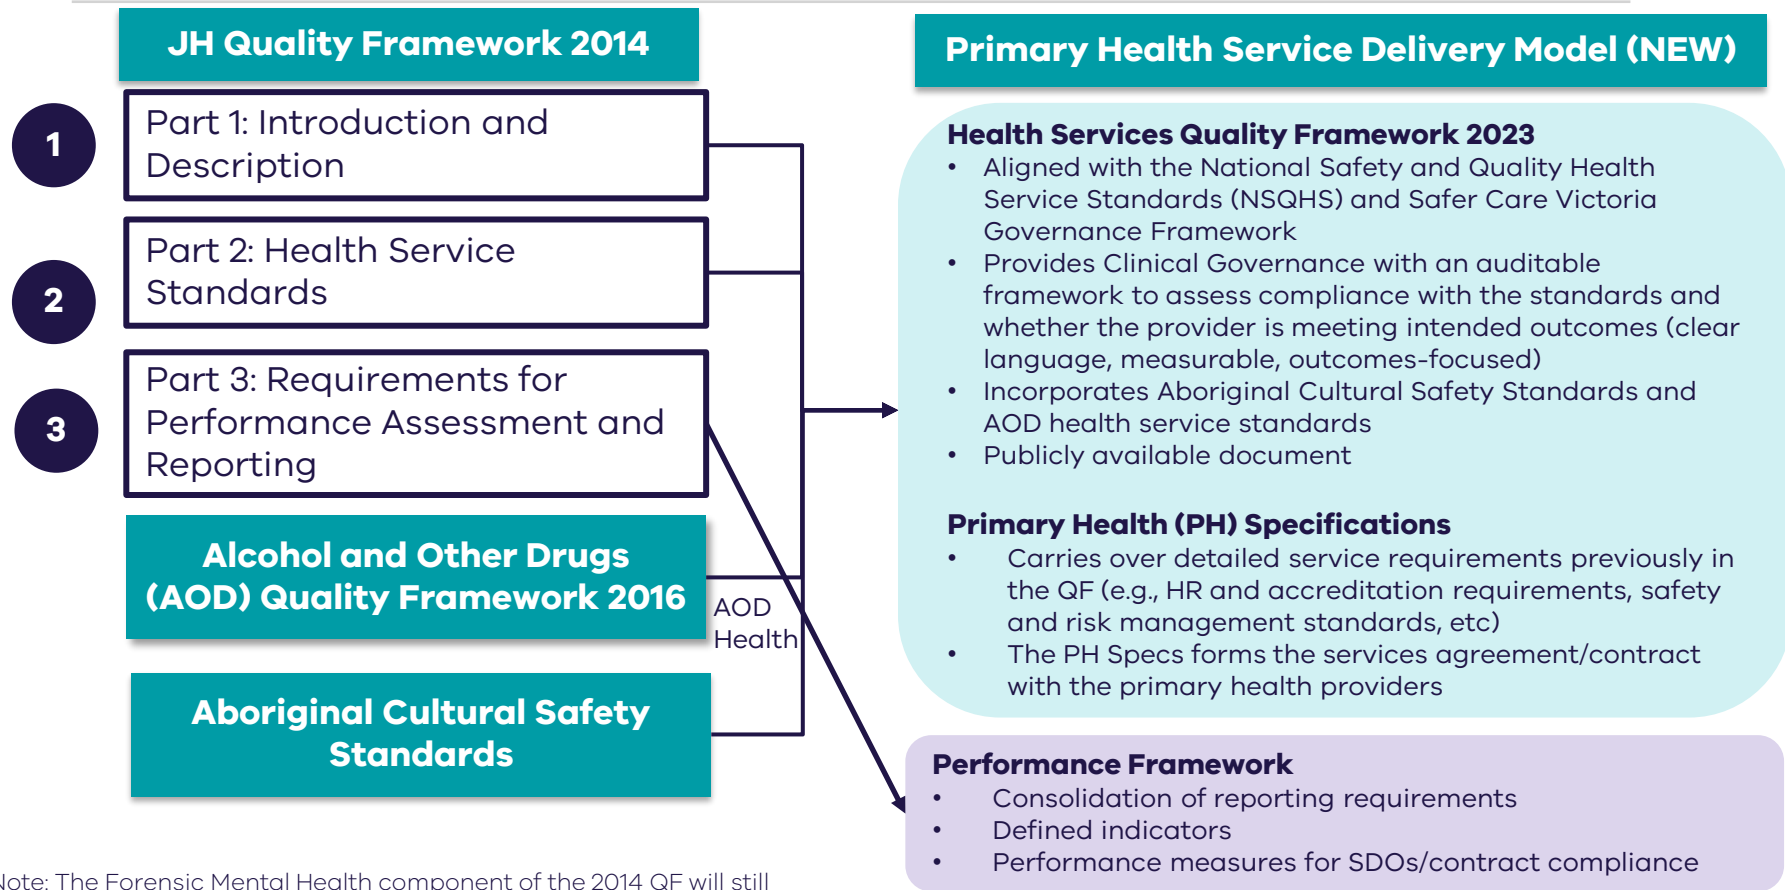 JH Quality Framework 2014
1
Part 1: Introduction and
Description
2
Part 2: Health Service
Standards
3
Part 3: Requirements for
Performance Assessment and
Reporting
Alcohol and Other Drugs
(AOD) Quality Framework 2016
AOD
Health
Aboriginal Cultural Safety
Standards
Note: The Forensic Mental Health component of the 2014 QF will still
Primary Health Service Delivery Model (NEW)
Health Services Quality Framework 2023
• Aligned with the National Safety and Quality Health
Service Standards (NSQHS) and Safer Care Victoria
Governance Framework
• Provides Clinical Governance with an auditable
framework to assess compliance with the standards and
whether the provider is meeting intended outcomes (clear
language, measurable, outcomes-focused)
• Incorporates Aboriginal Cultural Safety Standards and
AOD health service standards
• Publicly available document
Primary Health (PH) Specifications
• Carries over detailed service requirements previously in
the QF (e.g., HR and accreditation requirements, safety
and risk management standards, etc)
• The PH Specs forms the services agreement/contract
with the primary health providers
Performance Framework
• Consolidation of reporting requirements
• Defined indicators
• Performance measures for SDOs/contract compliance